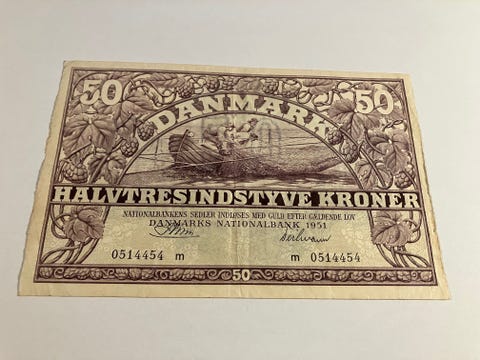 50 50
DANMARK
HALVTRESINDSTYVE KRONER
NATIONALBANKENS SEDLER INDLØSES MED GULD EFTER GÆLDENDE LOV
DANMARKS NATIONALBANK 1951
0514454 m m 0514454
50